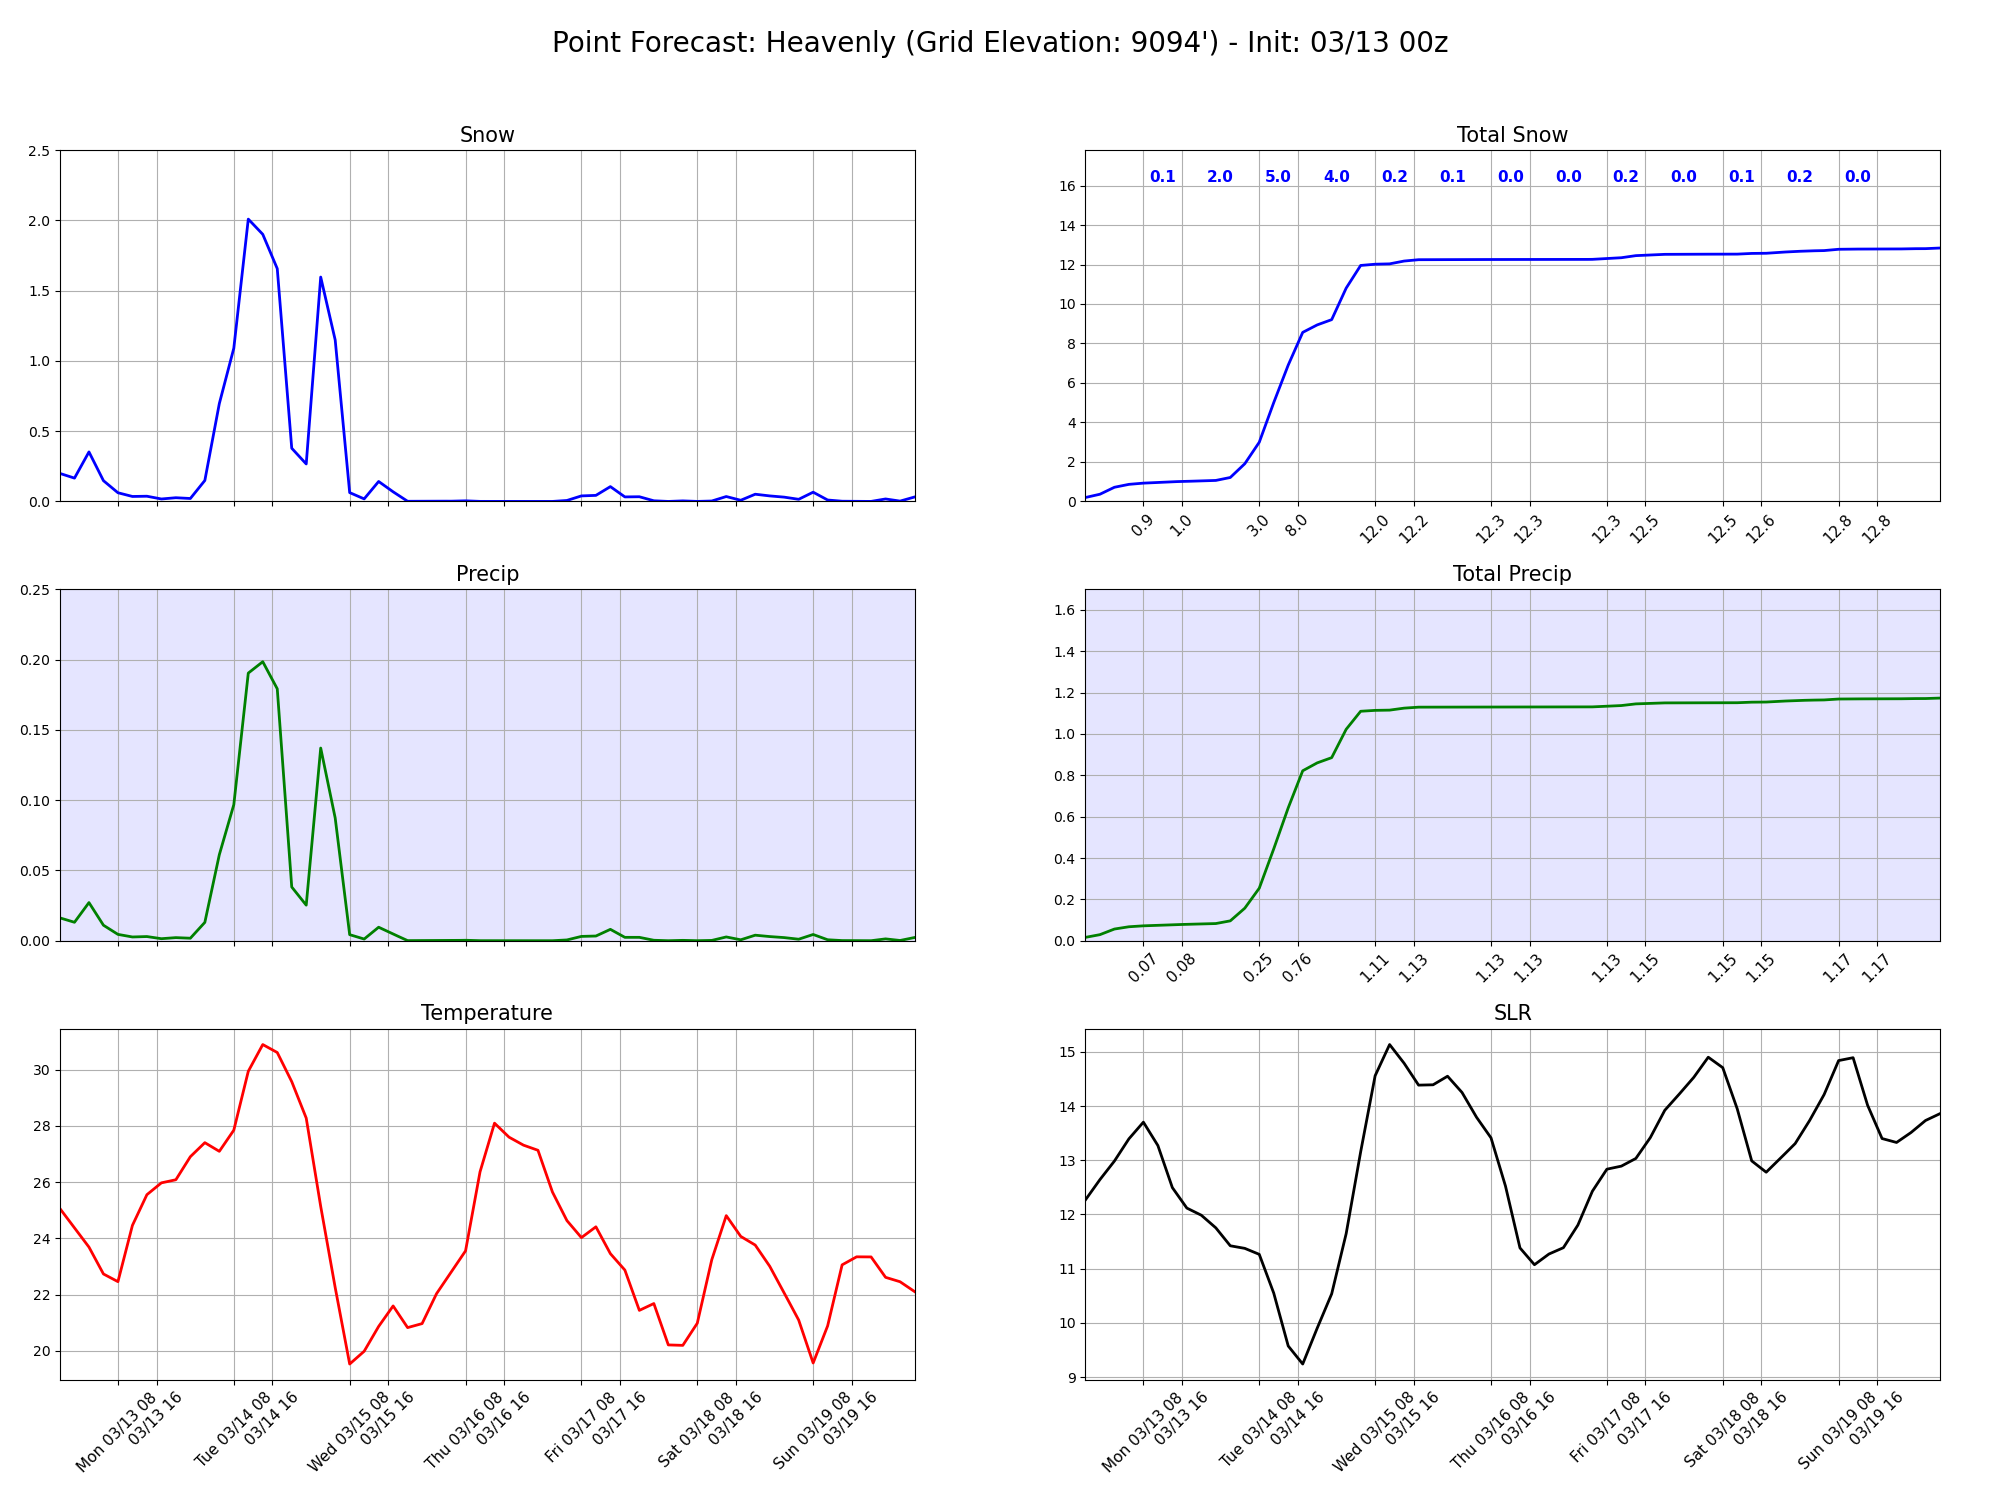 Point Forecast: Heavenly (Grid Elevation: 9094') - Init: 03/13 00z
Snow
2.5
2.0
1.5
1.0
0.5
0.0
Total Snow
0.1 2.0 5.0 4.0 0.2 0.1 0.0 0.0 0.2 0.0 0.1 0.2 0.0
16
14
12
10
8
6
4
2
0
0.9 1.0 3.0 8.0 12.0 12.2 12.3 12.3 12.3 12.5 12.5 12.6 12.8 12.8
Precip
0.25
0.20
0.15
0.10
0.05
0.00
Total Precip
1.6
1.4
1.2
1.0
0.8
0.6
0.4
0.2
0.0
0.07 0.08 0.25 0.76 1.11 1.13 1.13 1.13 1.13 1.15 1.15 1.15 1.17 1.17
Temperature
30
28
26
24
22
20
Mon 03/13 08
03/13 16
Tue 03/14 08
03/14 16
Wed 03/15 08
03/15 16
Thu 03/16 08
03/16 16
Fri 03/17 08
03/17 16
Sat 03/18 08
03/18 16
Sun 03/19 08
03/19 16
SLR
15
14
13
12
11
10
9
Mon 03/13 08
03/13 16
Tue 03/14 08
03/14 16
Wed 03/15 08
03/15 16
Thu 03/16 08
03/16 16
Fri 03/17 08
03/17 16
Sat 03/18 08
03/18 16
Sun 03/19 08
03/19 16